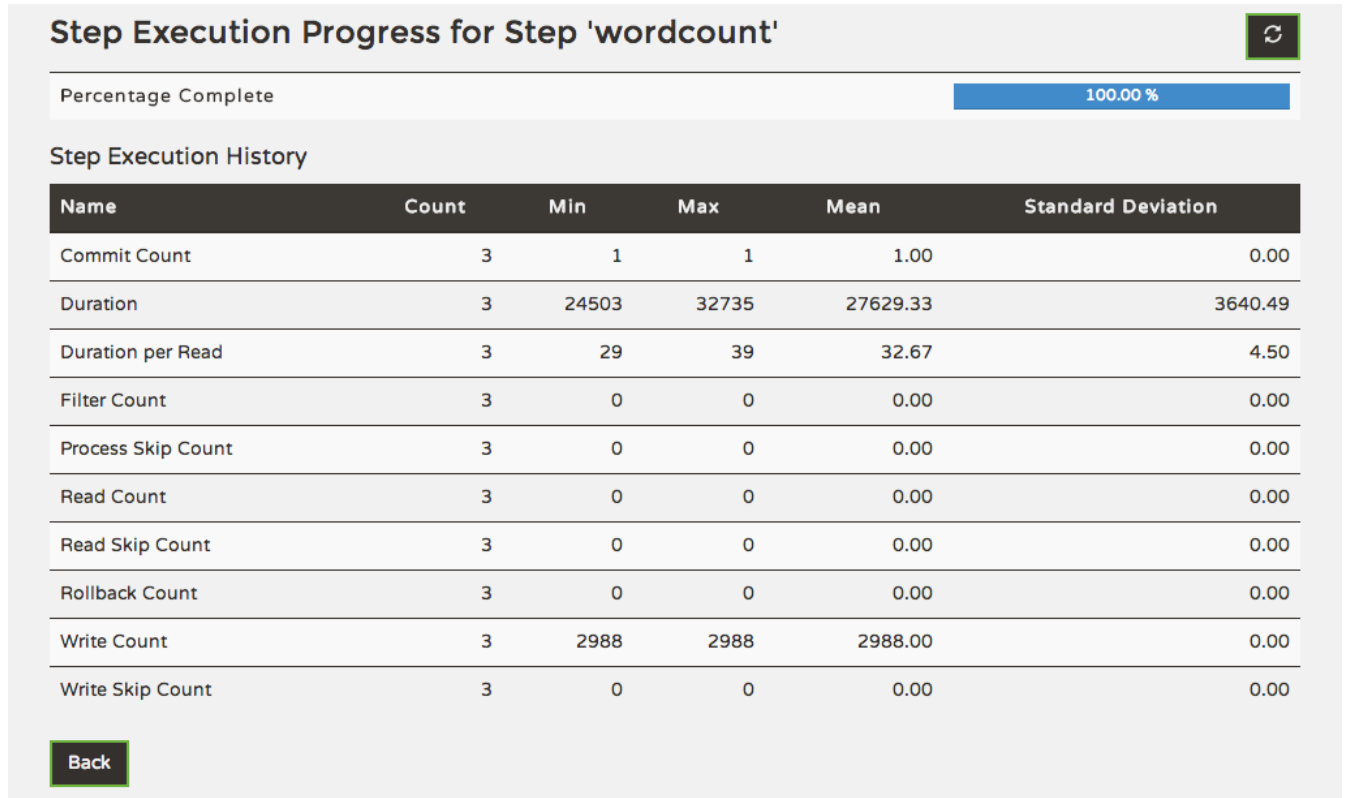 Step Execution Progress for Step 'wordcount'
Percentage Complete 100.00 %
Step Execution History
Name Count Min Max Mean Standard Deviation
Commit Count 3 1 1 1.00 0.00
Duration 3 24503 32735 27629.33 3640.49
Duration per Read 3 29 39 32.67 4.50
Filter Count 3 0 0 0.00 0.00
Process Skip Count 3 0 0 0.00 0.00
Read Count 3 0 0 0.00 0.00
Read Skip Count 3 0 0 0.00 0.00
Rollback Count 3 0 0 0.00 0.00
Write Count 3 2988 2988 2988.00 0.00
Write Skip Count 3 0 0 0.00 0.00
Back